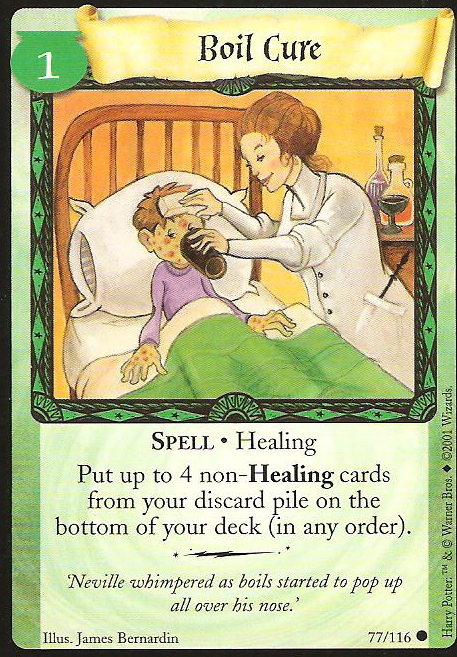 Boil Cure
1
SPELL • Healing
Put up to 4 non-Healing cards
from your discard pile on the
bottom of your deck (in any order).
'Neville whimpered as boils started to pop up
all over his nose.'
Illus. James Bernardin
77/116
Harry Potter,™ & © Warner Bros. ◆ ©2001 Wizards.